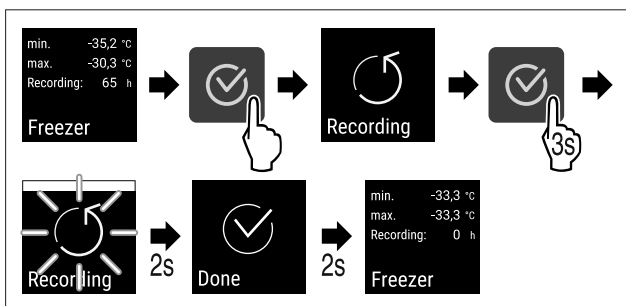 min. -35,2 °C
max. -30,3 °C
Recording: 65 h
Freezer
Recording
3s
Recording
2s
Done
2s
min. -33,3 °C
max. -33,3 °C
Recording: 0 h
Freezer